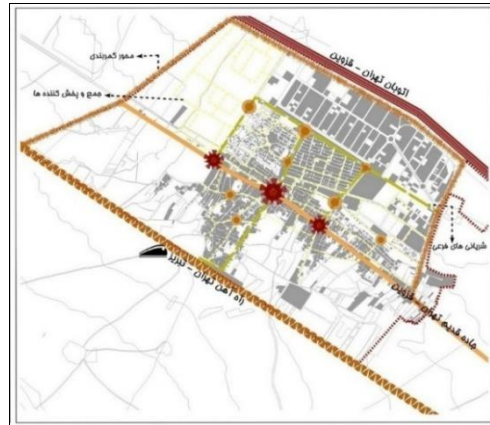 اتوبان تهران - قزوین
محور کمربندی
جمع و پخش کننده ها
شریانی های فرعی
راه آهن تهران - تبریز
جاده قدیم تهران - قزوین